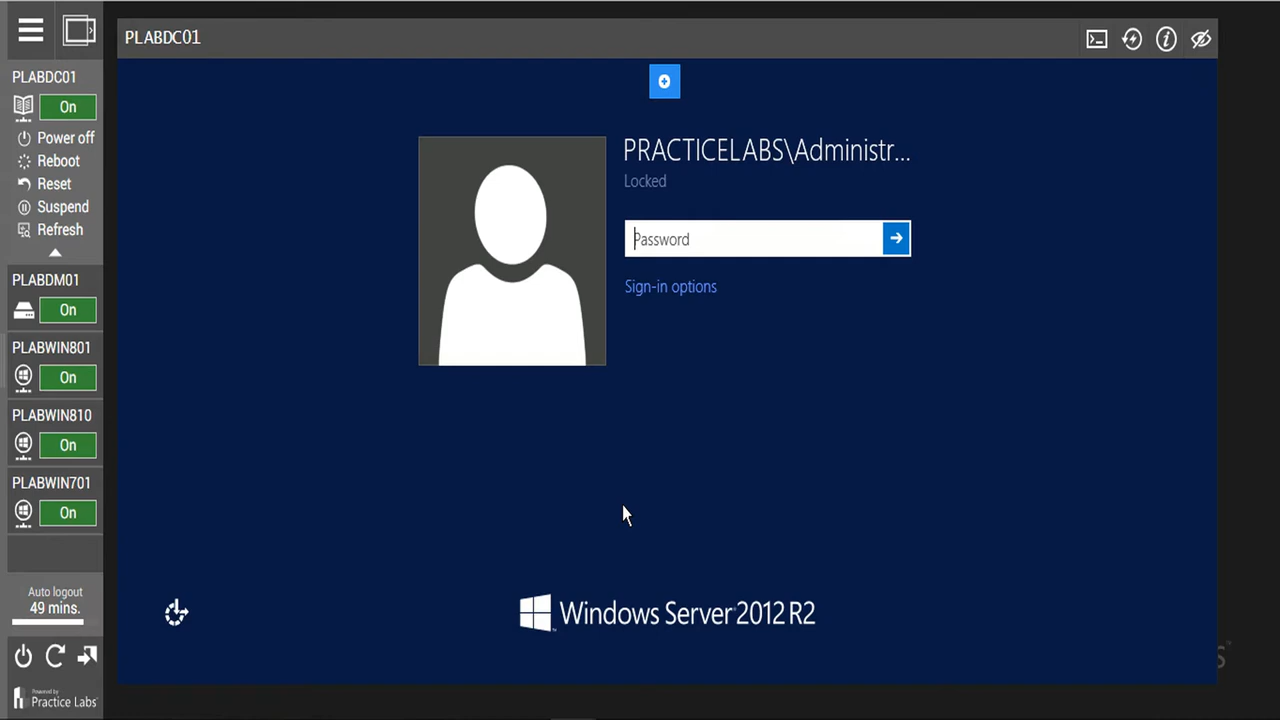 PLABDC01
On
Power off
Reboot
Reset
Suspend
Refresh
PLABDM01
On
PLABWIN801
On
PLABWIN810
On
PLABWIN701
On
Auto logout
49 mins.
Powered by
Practice Labs
PLABDC01
PRACTICELABS\Administr...
Locked
Password
Sign-in options
Windows Server 2012 R2